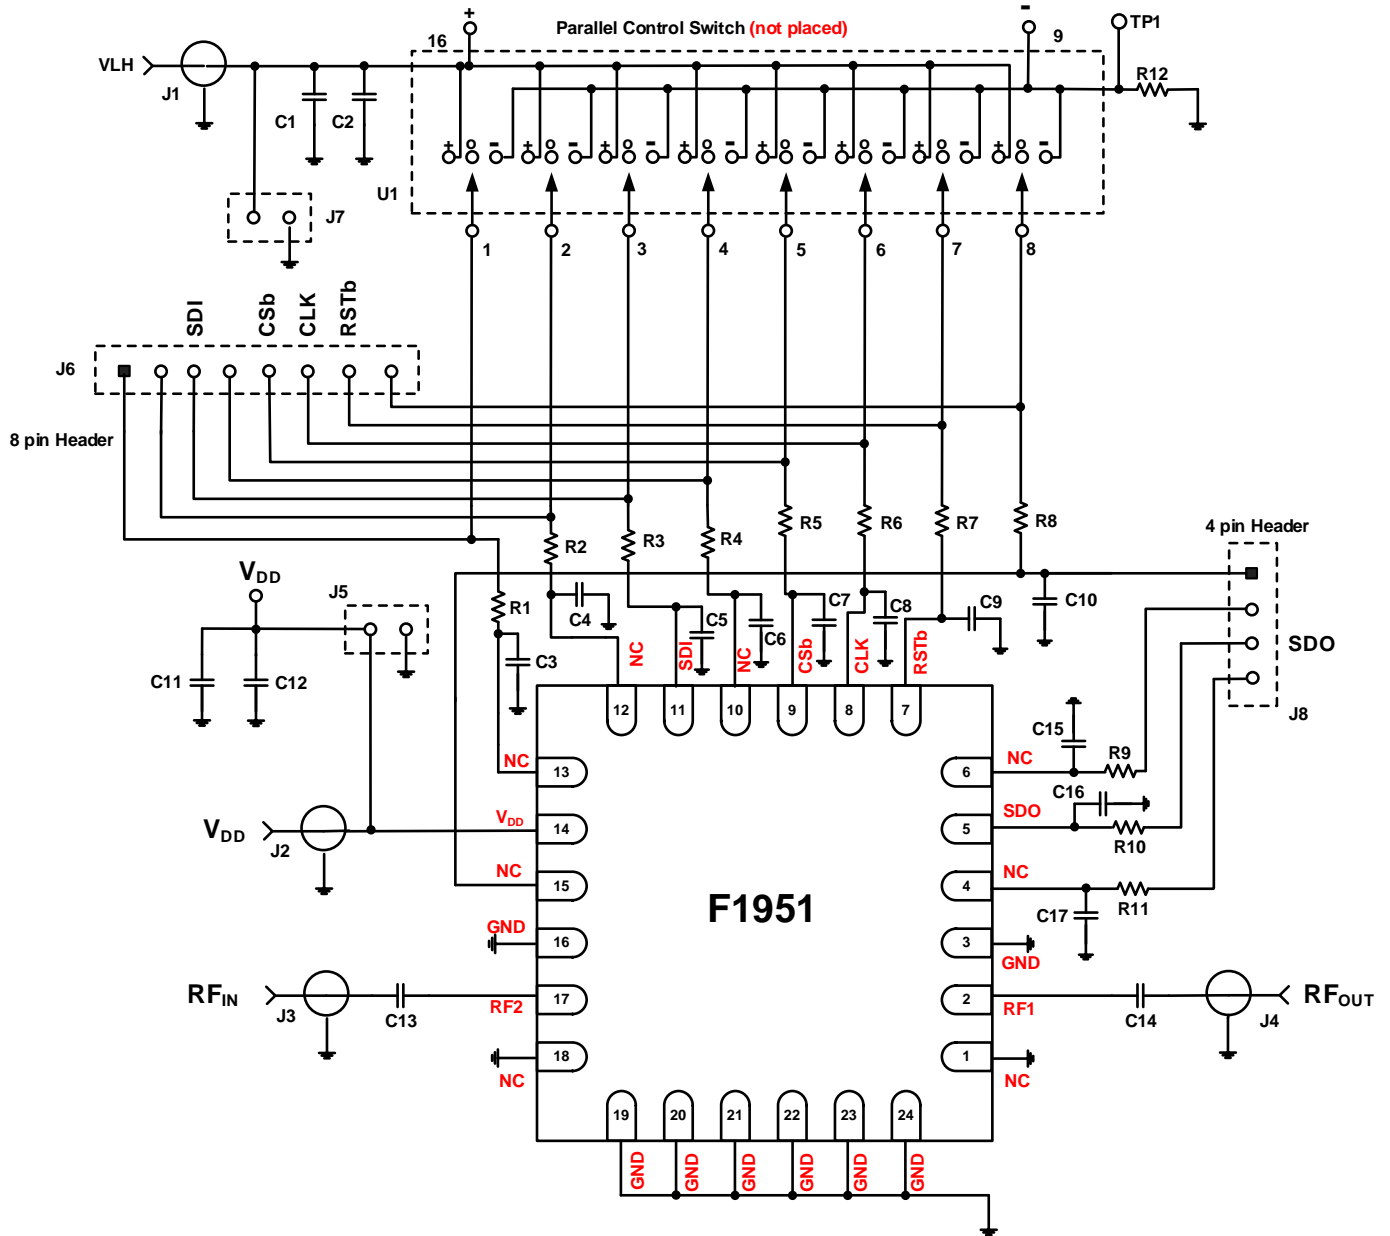 +
-
Parallel Control Switch (not placed)
16
9
TP1
VLH
J1
R12
C1
C2
+ o - + o - + o - + o - + o - + o - + o - + o -
U1
J7
1
2
3
4
5
6
7
8
SDI
CSb
CLK
RSTb
J6
8 pin Header
4 pin Header
R2
R3
R4
R5
R6
R7
R8
VDD
J5
R1
C4
C5
C6
C7
C8
C9
C10
C3
NC
SDI
NC
CSb
CLK
RSTb
SDO
C11
C12
12
11
10
9
8
7
J8
C15
NC
13
6
NC
R9
C16
VDD
J2
VDD
14
5
SDO
R10
NC
15
4
NC
R11
C17
F1951
GND
16
3
GND
RFIN
J3
C13
RF2
17
2
RF1
C14
J4
RFOUT
18
1
NC
NC
19
20
21
22
23
24
GND
GND
GND
GND
GND
GND